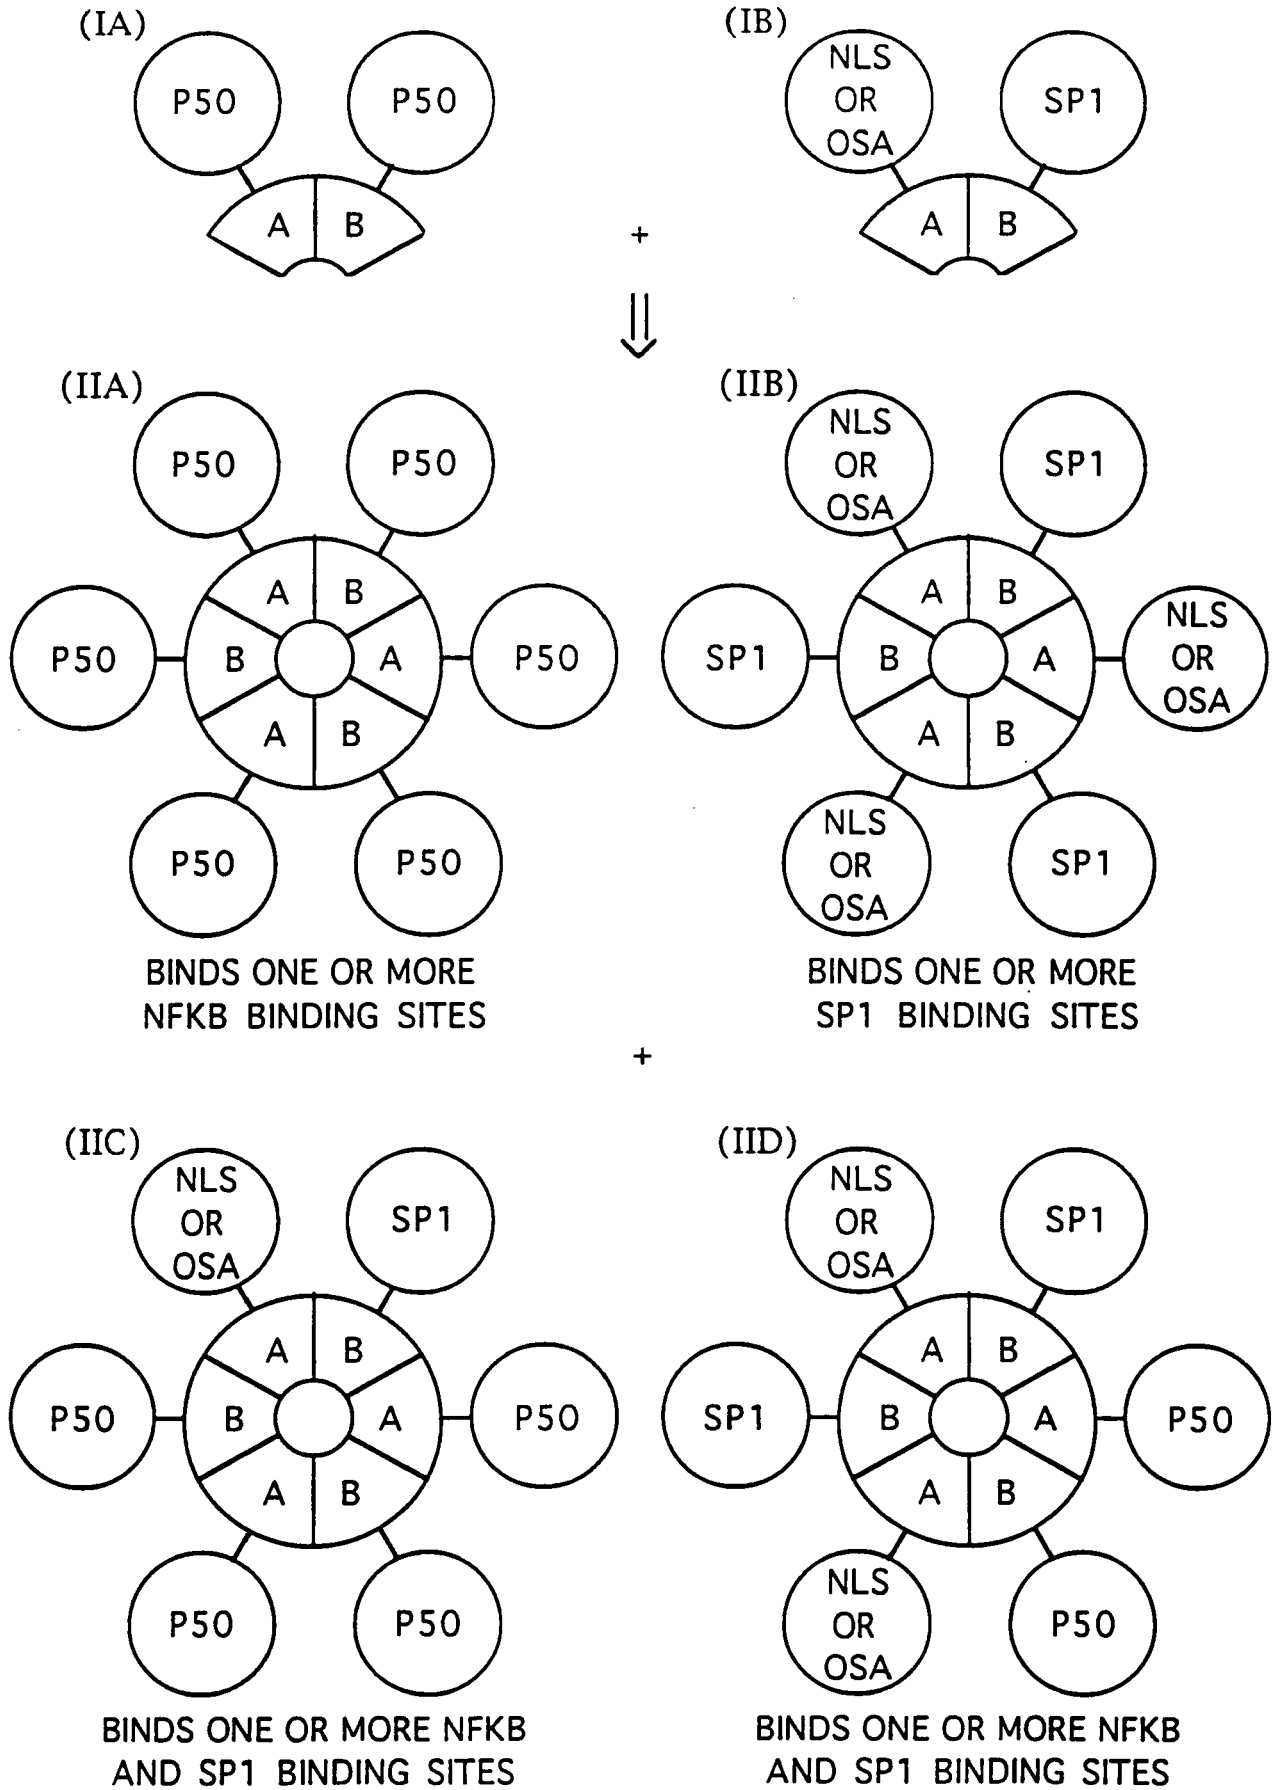 (IA)
P50
P50
A
B
+
(IB)
NLS
OR
OSA
SP1
A
B
(IIA)
P50
P50
A
B
P50
B
A
P50
A
B
P50
P50
BINDS ONE OR MORE
NFKB BINDING SITES
(IIB)
NLS
OR
OSA
SP1
A
B
SP1
B
A
NLS
OR
OSA
A
B
NLS
OR
OSA
SP1
BINDS ONE OR MORE
SP1 BINDING SITES
+
(IIC)
NLS
OR
OSA
SP1
A
B
P50
B
A
P50
A
B
P50
P50
BINDS ONE OR MORE NFKB
AND SP1 BINDING SITES
(IID)
NLS
OR
OSA
SP1
A
B
SP1
B
A
P50
A
B
NLS
OR
OSA
P50
BINDS ONE OR MORE NFKB
AND SP1 BINDING SITES